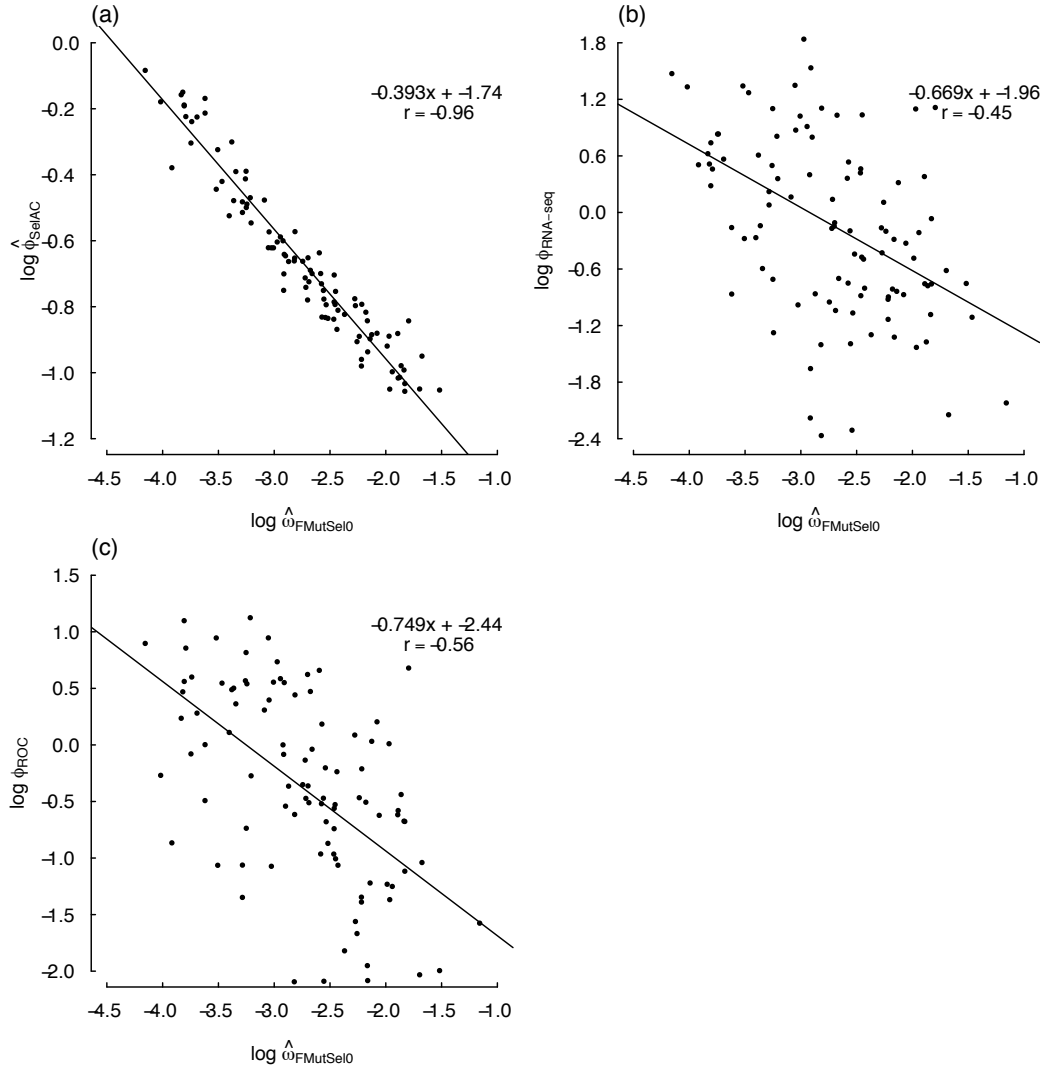 (a)
0.0
−0.2
−0.4
−0.6
−0.8
−1.0
−1.2
log ϕ̂SelAC
−0.393x + −1.74
r = −0.96
−4.5 −4.0 −3.5 −3.0 −2.5 −2.0 −1.5 −1.0
log ω̂FMutSel0
(b)
1.8
1.2
0.6
0.0
−0.6
−1.2
−1.8
−2.4
log ϕRNA−seq
−0.669x + −1.96
r = −0.45
−4.5 −4.0 −3.5 −3.0 −2.5 −2.0 −1.5 −1.0
log ω̂FMutSel0
(c)
1.5
1.0
0.5
0.0
−0.5
−1.0
−1.5
−2.0
log ϕROC
−0.749x + −2.44
r = −0.56
−4.5 −4.0 −3.5 −3.0 −2.5 −2.0 −1.5 −1.0
log ω̂FMutSel0